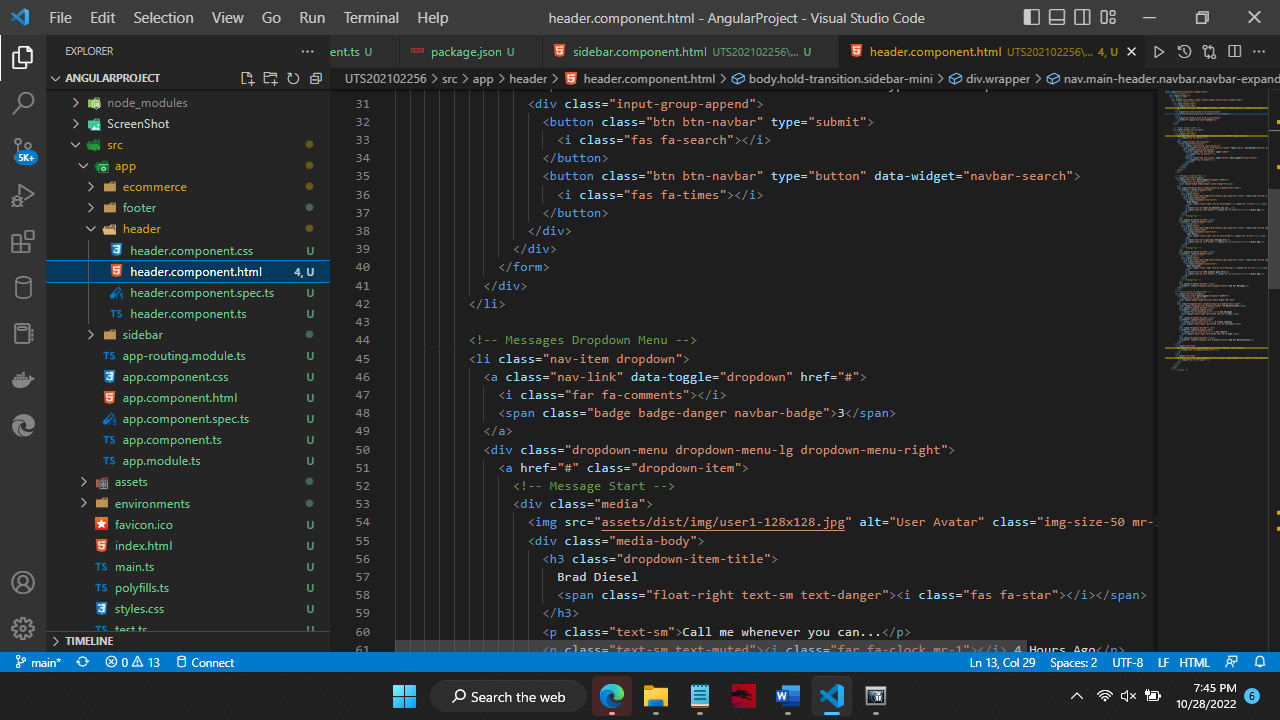 File Edit Selection View Go Run Terminal Help header.component.html - AngularProject - Visual Studio Code
EXPLORER
ANGULARPROJECT
node_modules
ScreenShot
src
app
ecommerce
footer
header
header.component.css U
header.component.html 4, U
header.component.spec.ts U
header.component.ts U
sidebar
TS app-routing.module.ts U
app.component.css U
app.component.html U
app.component.spec.ts U
TS app.component.ts U
TS app.module.ts U
assets
environments
favicon.ico U
index.html U
TS main.ts U
TS polyfills.ts U
styles.css U
TS test.ts U
TIMELINE
5K+
ent.ts U package.json U sidebar.component.html UTS202102256\... U header.component.html UTS202102256\... 4, U
UTS202102256 > src > app > header > header.component.html > body.hold-transition.sidebar-mini > div.wrapper > nav.main-header.navbar.navbar-expand
31 <div class="input-group-append">
32 <button class="btn btn-navbar" type="submit">
33 <i class="fas fa-search"></i>
34 </button>
35 <button class="btn btn-navbar" type="button" data-widget="navbar-search">
36 <i class="fas fa-times"></i>
37 </button>
38 </div>
39 </div>
40 </form>
41 </div>
42 </li>
43
44 <!-- Messages Dropdown Menu -->
45 <li class="nav-item dropdown">
46 <a class="nav-link" data-toggle="dropdown" href="#">
47 <i class="far fa-comments"></i>
48 <span class="badge badge-danger navbar-badge">3</span>
49 </a>
50 <div class="dropdown-menu dropdown-menu-lg dropdown-menu-right">
51 <a href="#" class="dropdown-item">
52 <!-- Message Start -->
53 <div class="media">
54 <img src="assets/dist/img/user1-128x128.jpg" alt="User Avatar" class="img-size-50 mr-
55 <div class="media-body">
56 <h3 class="dropdown-item-title">
57 Brad Diesel
58 <span class="float-right text-sm text-danger"><i class="fas fa-star"></i></span>
59 </h3>
60 <p class="text-sm">Call me whenever you can...</p>
61 <p class="text-sm text-muted"><i class="far fa-clock mr-1"></i> 4 Hours Ago</p>
main* 0 13 Connect Ln 13, Col 29 Spaces: 2 UTF-8 LF HTML
Search the web
7:45 PM
10/28/2022
6